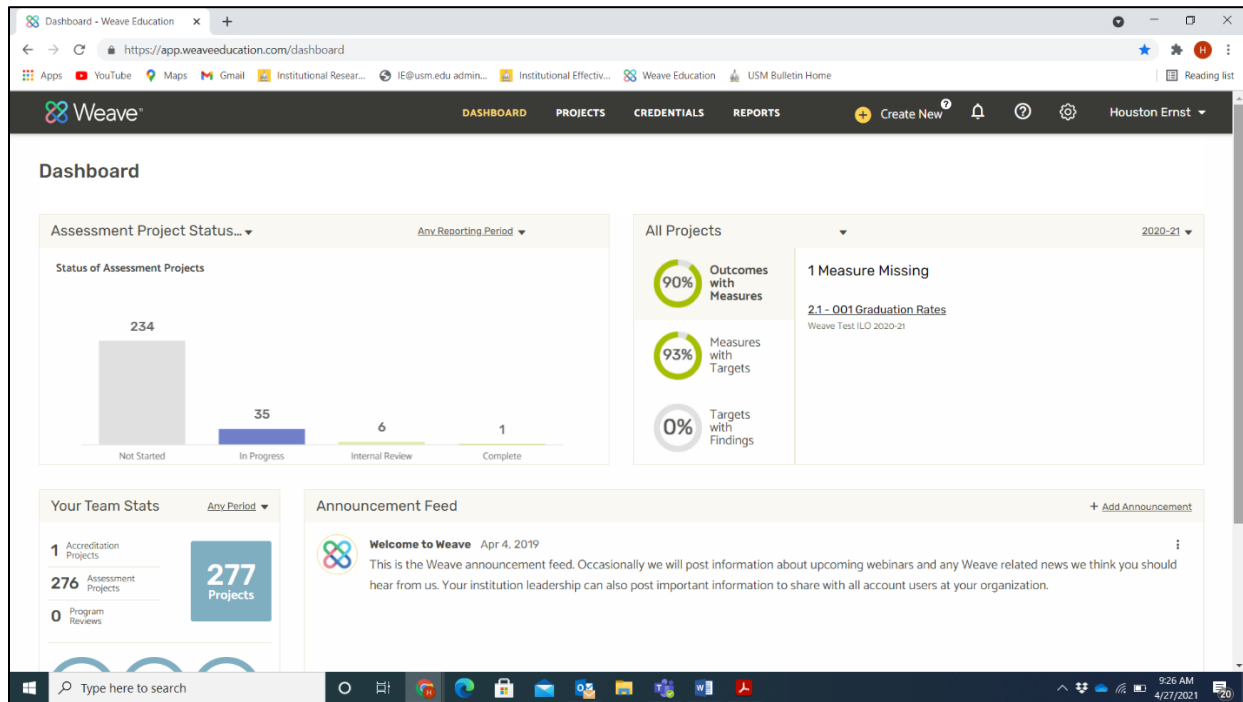 Dashboard - Weave Education
https://app.weaveeducation.com/dashboard
Apps YouTube Maps Gmail Institutional Resear... IE@usm.edu admin... Institutional Effectiv... Weave Education USM Bulletin Home Reading list
Weave DASHBOARD PROJECTS CREDENTIALS REPORTS Create New Houston Ernst
Dashboard
Assessment Project Status... Any Reporting Period
Status of Assessment Projects
234
35
6
1
Not Started In Progress Internal Review Complete
All Projects 2020-21
90% Outcomes
with
Measures
93% Measures
with
Targets
0% Targets
with
Findings
1 Measure Missing
2.1 - 001 Graduation Rates
Weave Test ILO 2020-21
Your Team Stats Any Period
1 Accreditation
Projects
276 Assessment
Projects
0 Program
Reviews
277
Projects
Announcement Feed + Add Announcement
Welcome to Weave Apr 4, 2019
This is the Weave announcement feed. Occasionally we will post information about upcoming webinars and any Weave related news we think you should
hear from us. Your institution leadership can also post important information to share with all account users at your organization.
Type here to search
9:26 AM
4/27/2021
20